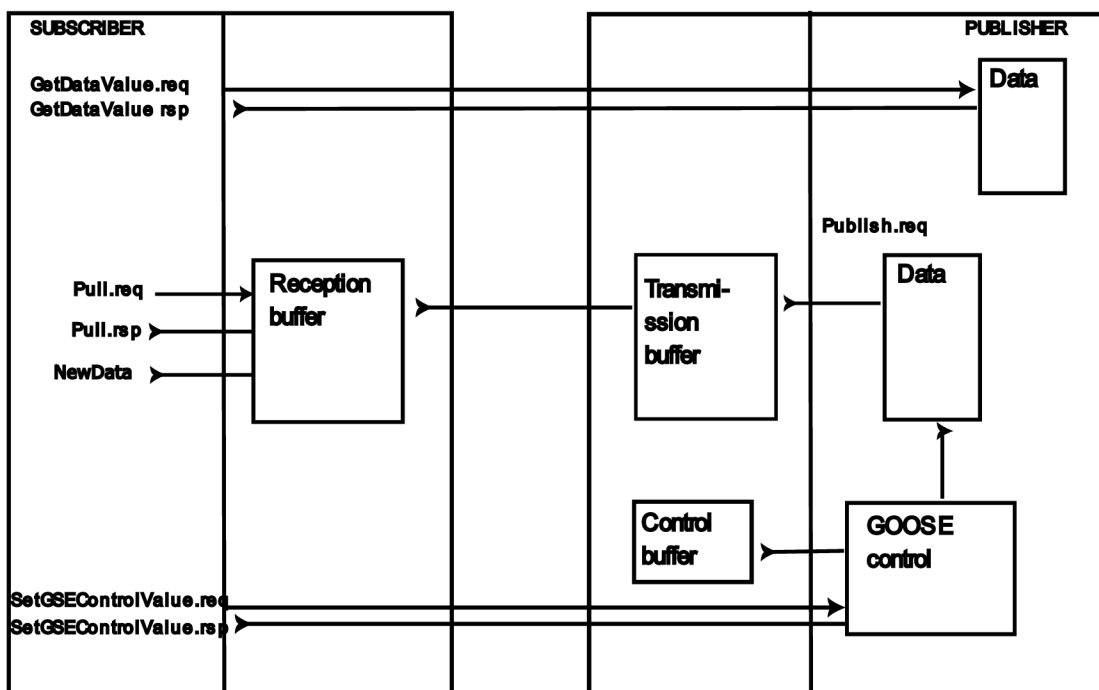 SUBSCRIBER
PUBLISHER
GetDataValue.req
GetDataValue rsp
Data
Publish.req
Pull.req
Pull.rsp
NewData
Reception
buffer
Transmi-
ssion
buffer
Data
Control
buffer
GOOSE
control
SetGSEControlValue.req
SetGSEControlValue.rsp